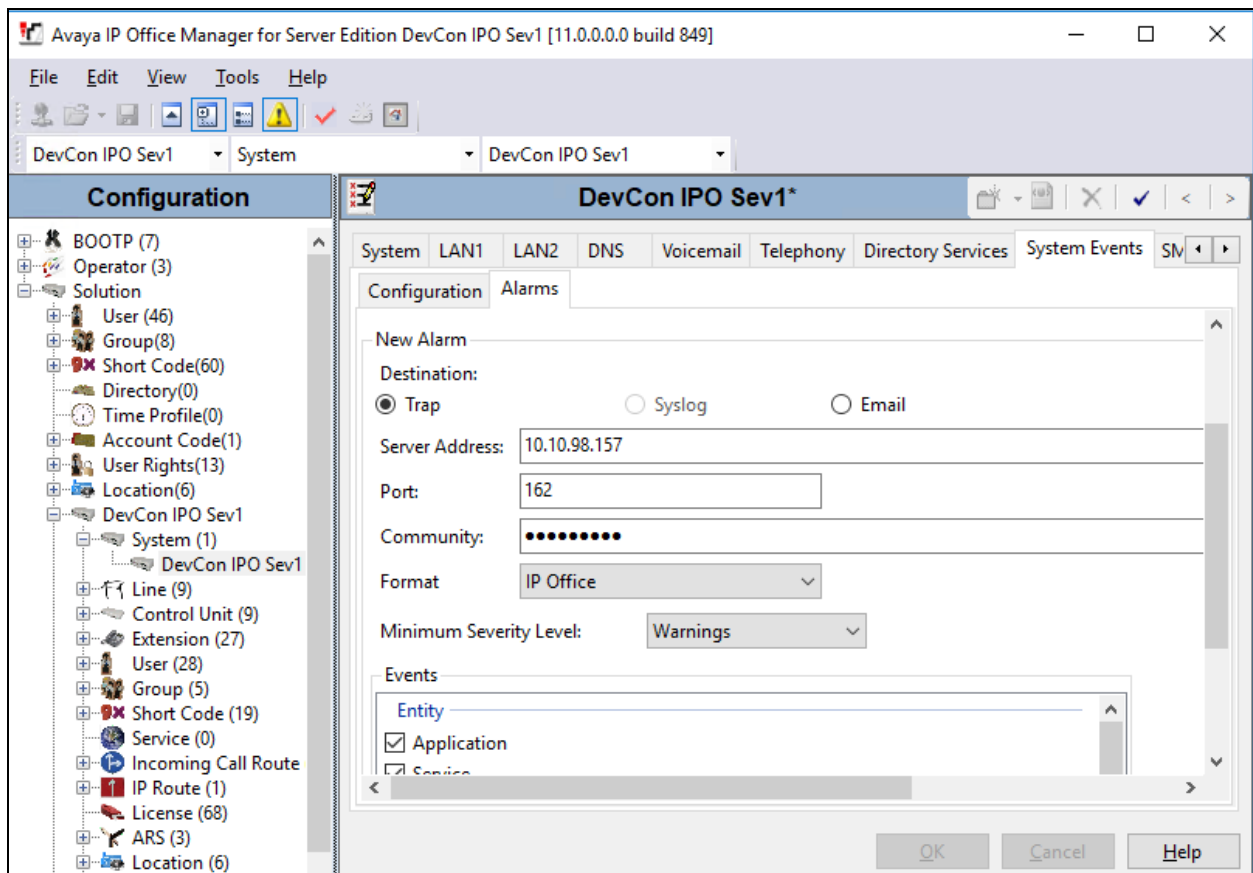 Avaya IP Office Manager for Server Edition DevCon IPO Sev1 [11.0.0.0.0 build 849]
File Edit View Tools Help
DevCon IPO Sev1 System DevCon IPO Sev1
Configuration
BOOTP (7)
Operator (3)
Solution
User (46)
Group(8)
Short Code(60)
Directory(0)
Time Profile(0)
Account Code(1)
User Rights(13)
Location(6)
DevCon IPO Sev1
System (1)
DevCon IPO Sev1
Line (9)
Control Unit (9)
Extension (27)
User (28)
Group (5)
Short Code (19)
Service (0)
Incoming Call Route
IP Route (1)
License (68)
ARS (3)
Location (6)
DevCon IPO Sev1*
System LAN1 LAN2 DNS Voicemail Telephony Directory Services System Events SM
Configuration Alarms
New Alarm
Destination:
Trap Syslog Email
Server Address: 10.10.98.157
Port: 162
Community: •••••••••
Format IP Office
Minimum Severity Level: Warnings
Events
Entity
Application
Service
OK Cancel Help